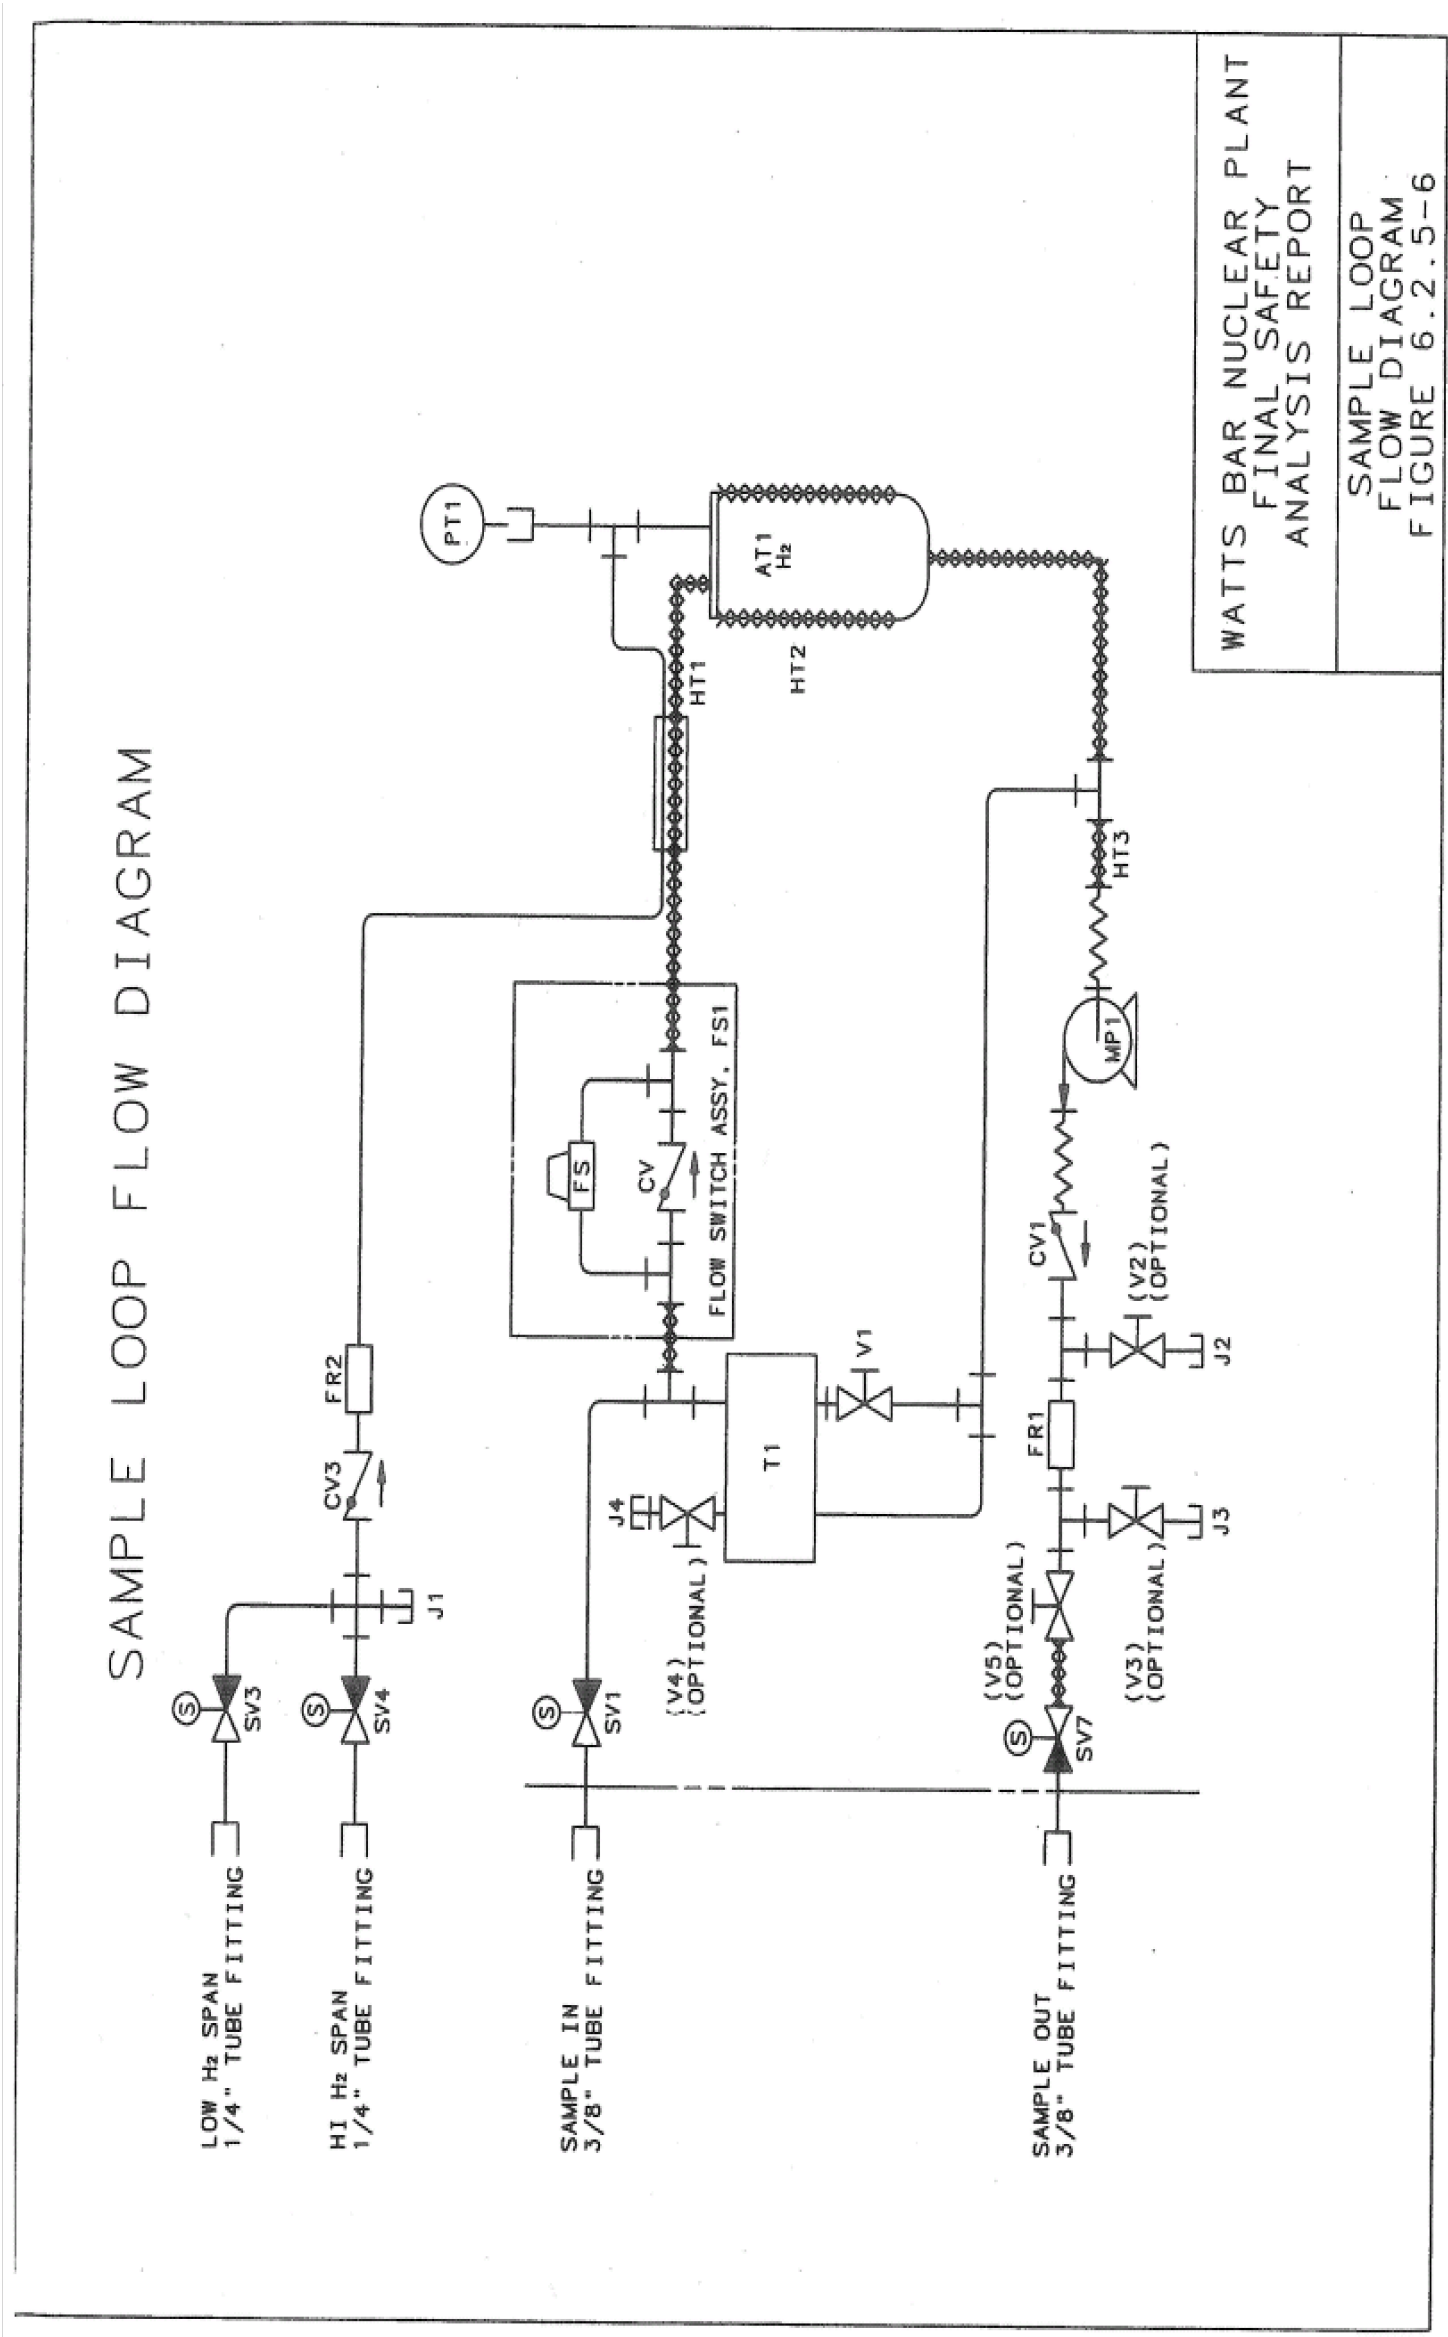 SAMPLE LOOP FLOW DIAGRAM
LOW H₂ SPAN
1/4" TUBE FITTING
S
SV3
HI H₂ SPAN
1/4" TUBE FITTING
S
SV4
J1
CV3
FR2
SAMPLE IN
3/8" TUBE FITTING
S
SV1
J4
(V4)
(OPTIONAL)
T1
V1
FS
CV
FLOW SWITCH ASSY. FS1
HT1
PT1
AT1
H₂
HT2
HT3
MP1
CV1
(V2)
(OPTIONAL)
J2
FR1
(V3)
(OPTIONAL)
J3
(V5)
(OPTIONAL)
S
SV7
SAMPLE OUT
3/8" TUBE FITTING
WATTS BAR NUCLEAR PLANT
FINAL SAFETY
ANALYSIS REPORT
SAMPLE LOOP
FLOW DIAGRAM
FIGURE 6.2.5-6